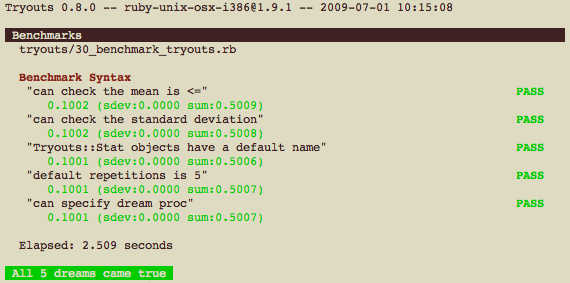 Tryouts 0.8.0 -- ruby-unix-osx-i386@1.9.1 -- 2009-07-01 10:15:08
Benchmarks
tryouts/30_benchmark_tryouts.rb
Benchmark Syntax
"can check the mean is <=" PASS
0.1002 (sdev:0.0000 sum:0.5009)
"can check the standard deviation" PASS
0.1002 (sdev:0.0000 sum:0.5008)
"Tryouts::Stat objects have a default name" PASS
0.1001 (sdev:0.0000 sum:0.5006)
"default repetitions is 5" PASS
0.1001 (sdev:0.0000 sum:0.5007)
"can specify dream proc" PASS
0.1001 (sdev:0.0000 sum:0.5007)
Elapsed: 2.509 seconds
All 5 dreams came true